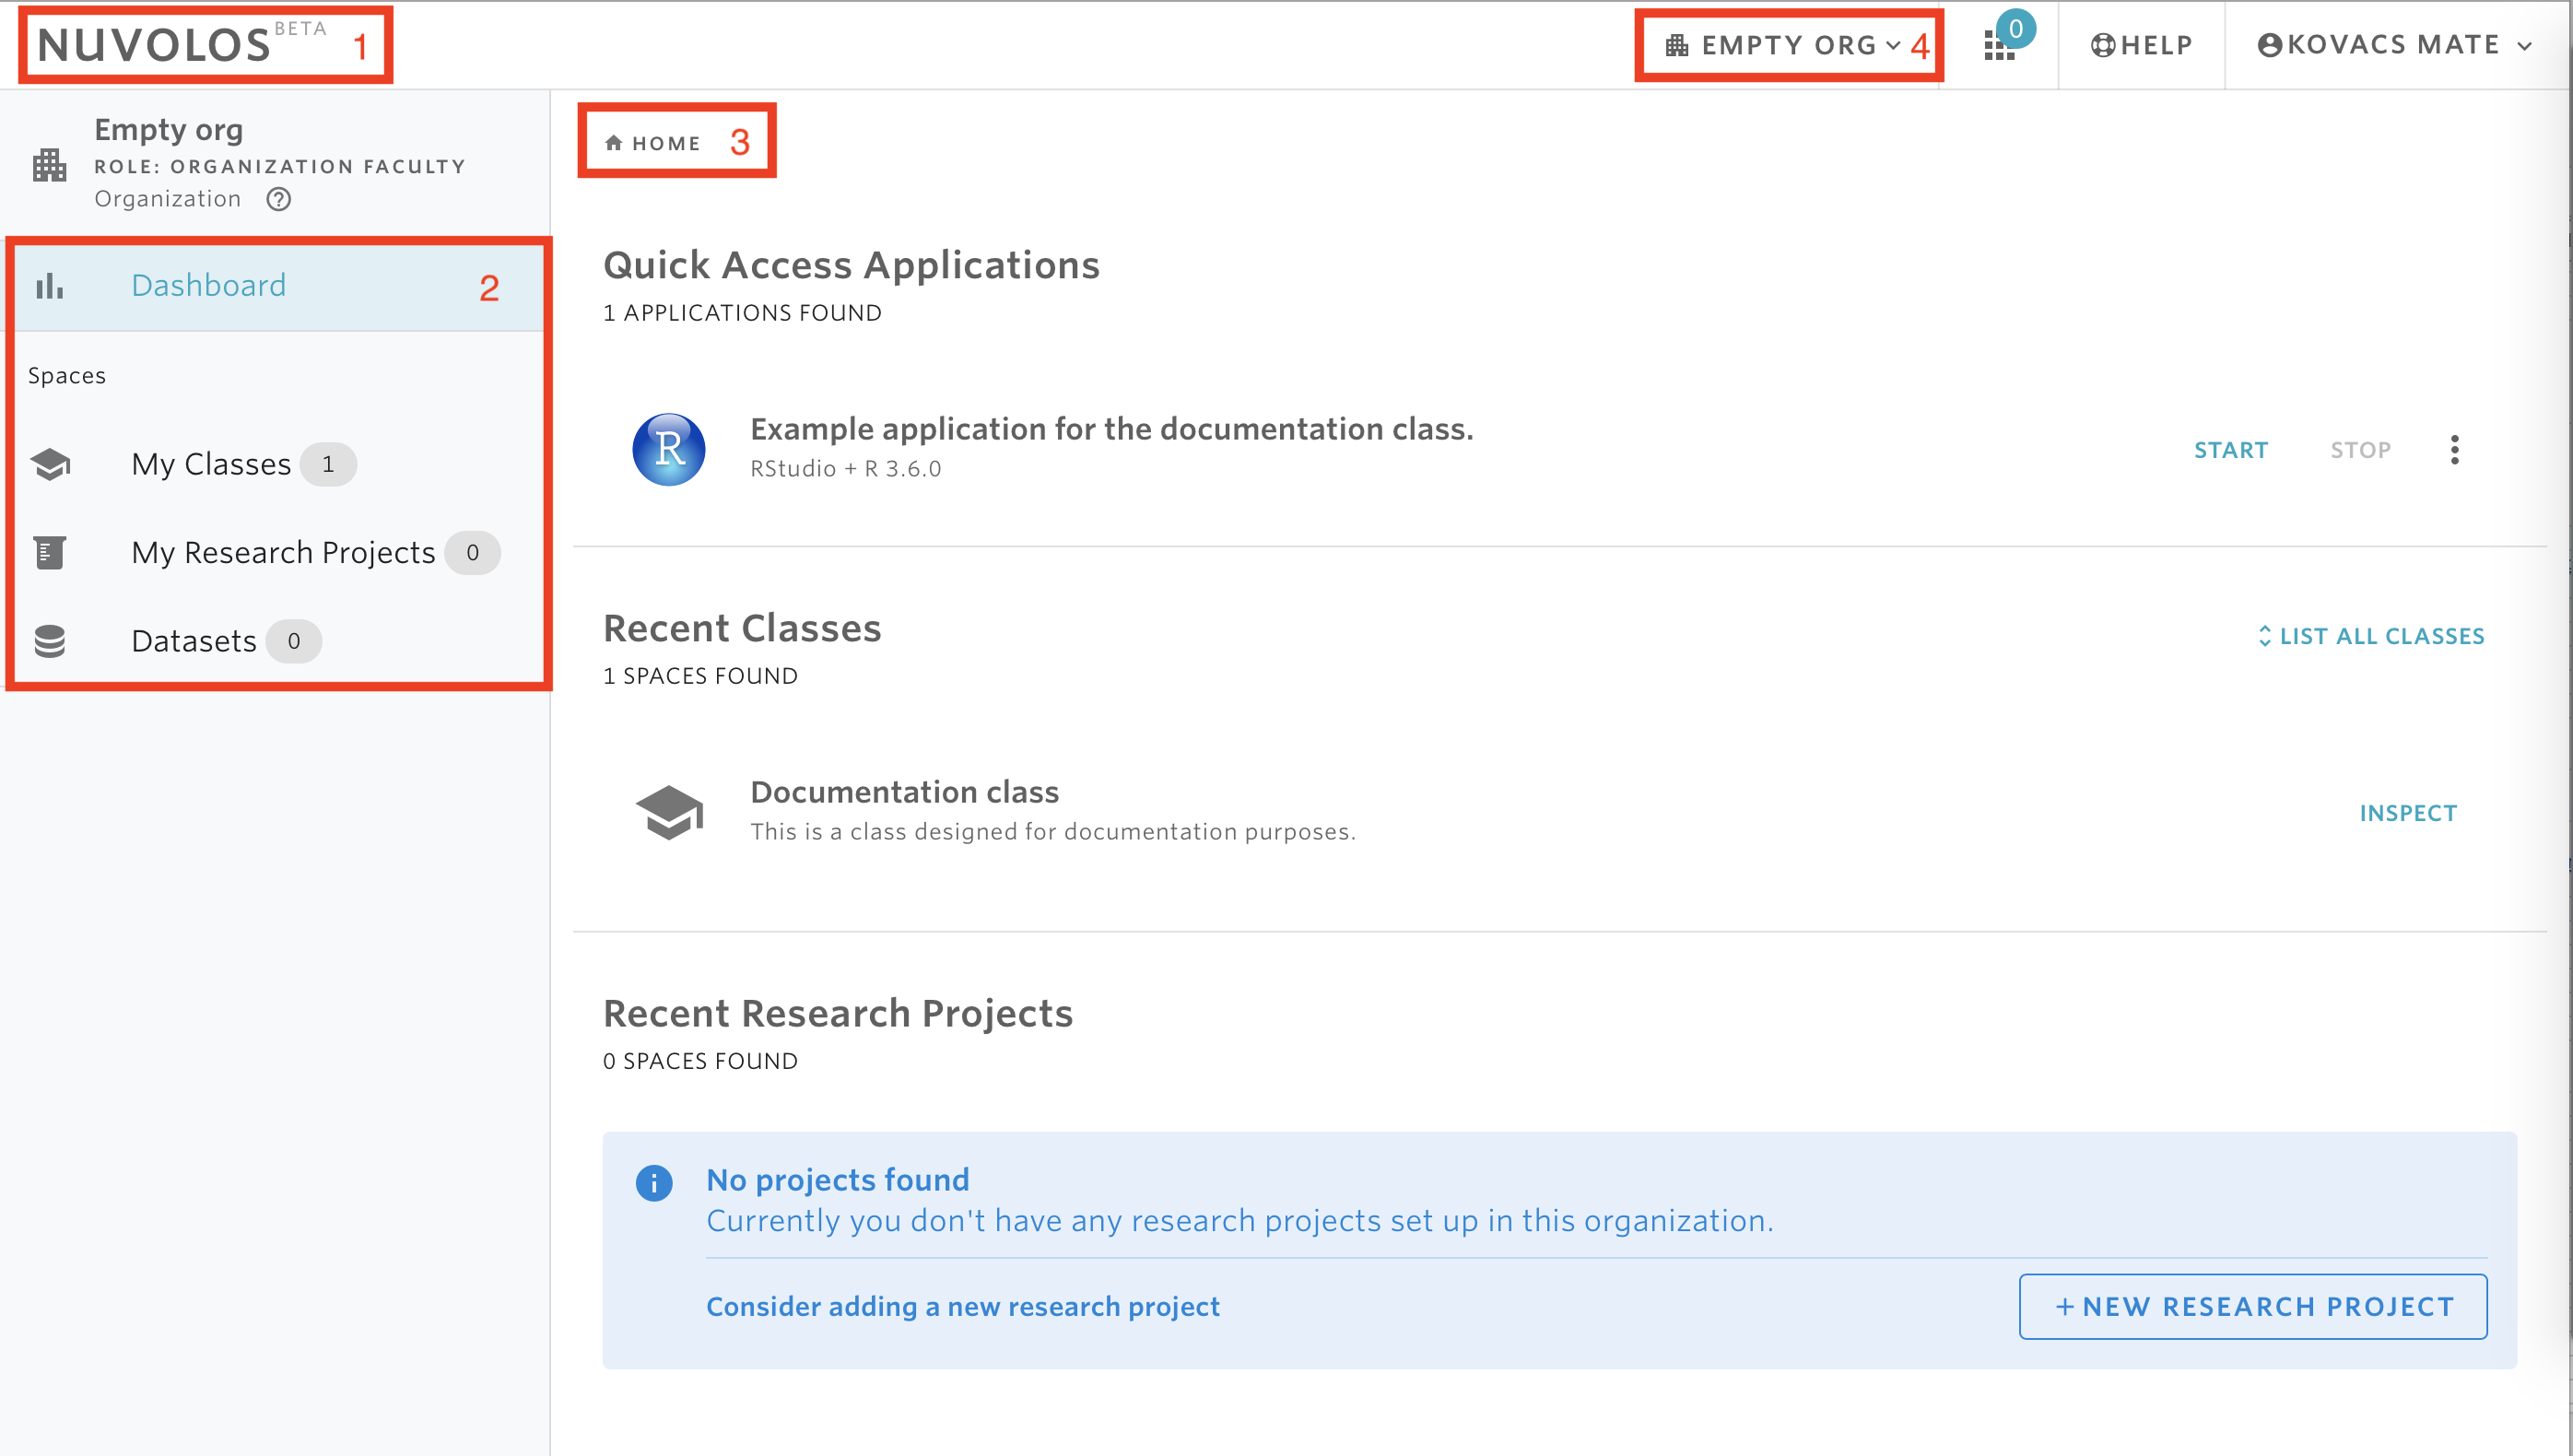 NUVOLOS BETA 1
EMPTY ORG 4
0
HELP
KOVACS MATE
Empty org
ROLE: ORGANIZATION FACULTY
Organization ?
Dashboard 2
Spaces
My Classes 1
My Research Projects 0
Datasets 0
HOME 3
Quick Access Applications
1 APPLICATIONS FOUND
R
Example application for the documentation class.
RStudio + R 3.6.0
START STOP
Recent Classes
1 SPACES FOUND
LIST ALL CLASSES
Documentation class
This is a class designed for documentation purposes.
INSPECT
Recent Research Projects
0 SPACES FOUND
i
No projects found
Currently you don't have any research projects set up in this organization.
Consider adding a new research project
+ NEW RESEARCH PROJECT